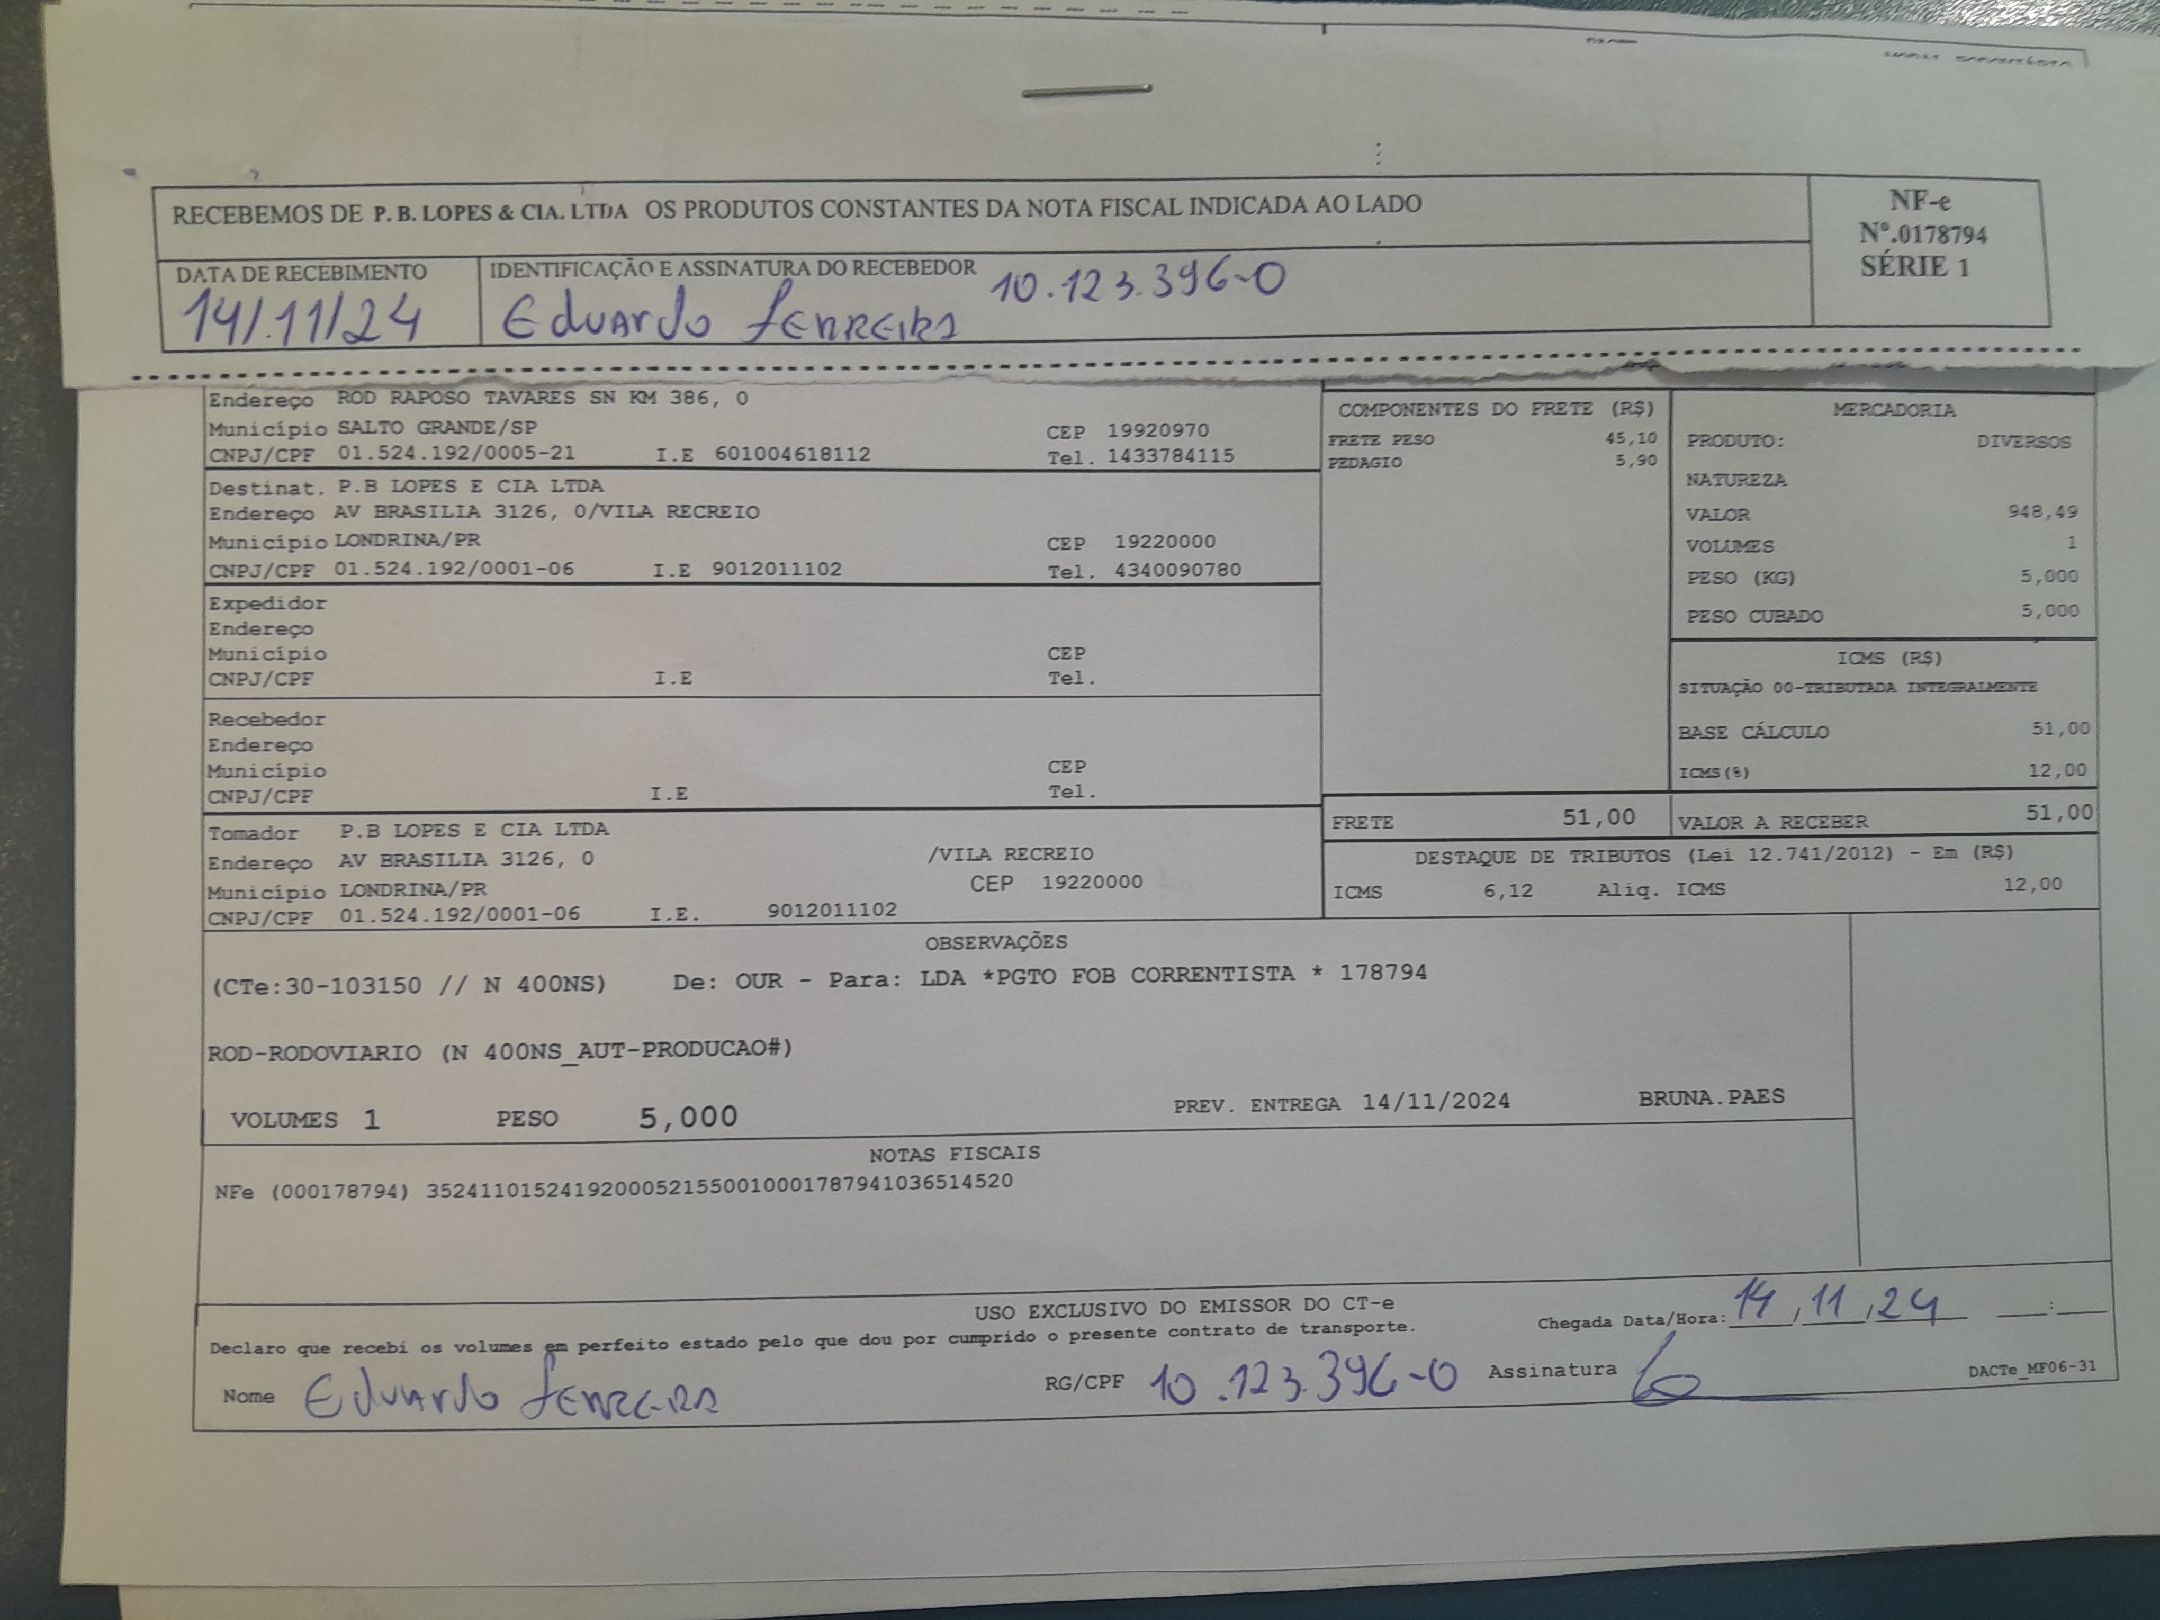 RECEBEMOS DE P. B. LOPES & CIA. LTDA OS PRODUTOS CONSTANTES DA NOTA FISCAL INDICADA AO LADO
NF-e
Nº.0178794
SÉRIE 1
DATA DE RECEBIMENTO
14/11/24
IDENTIFICAÇÃO E ASSINATURA DO RECEBEDOR
10.123.396-0
Eduardo Ferreira
Endereço ROD RAPOSO TAVARES SN KM 386, 0
Município SALTO GRANDE/SP CEP 19920970
CNPJ/CPF 01.524.192/0005-21 I.E 601004618112 Tel. 1433784115
Destinat. P.B LOPES E CIA LTDA
Endereço AV BRASILIA 3126, 0/VILA RECREIO
Município LONDRINA/PR CEP 19220000
CNPJ/CPF 01.524.192/0001-06 I.E 9012011102 Tel. 4340090780
Expedidor
Endereço
Município CEP
CNPJ/CPF I.E Tel.
Recebedor
Endereço
Município CEP
CNPJ/CPF I.E Tel.
Tomador P.B LOPES E CIA LTDA
Endereço AV BRASILIA 3126, 0 /VILA RECREIO
Município LONDRINA/PR CEP 19220000
CNPJ/CPF 01.524.192/0001-06 I.E. 9012011102
COMPONENTES DO FRETE (R$)
FRETE PESO 45,10
PEDAGIO 5,90
MERCADORIA
PRODUTO: DIVERSOS
NATUREZA
VALOR 948,49
VOLUMES 1
PESO (KG) 5,000
PESO CUBADO 5,000
ICMS (R$)
SITUAÇÃO 00-TRIBUTADA INTEGRALMENTE
BASE CÁLCULO 51,00
ICMS(%) 12,00
FRETE 51,00
VALOR A RECEBER 51,00
DESTAQUE DE TRIBUTOS (Lei 12.741/2012) - Em (R$)
ICMS 6,12 Aliq. ICMS 12,00
OBSERVAÇÕES
(CTe:30-103150 // N 400NS) De: OUR - Para: LDA *PGTO FOB CORRENTISTA * 178794
ROD-RODOVIARIO (N 400NS_AUT-PRODUCAO#)
VOLUMES 1 PESO 5,000 PREV. ENTREGA 14/11/2024 BRUNA.PAES
NOTAS FISCAIS
NFe (000178794) 35241101524192000521550010001787941036514520
USO EXCLUSIVO DO EMISSOR DO CT-e
Declaro que recebi os volumes em perfeito estado pelo que dou por cumprido o presente contrato de transporte.
Chegada Data/Hora: 14/11/24 __:__
Nome Eduardo Ferreira RG/CPF 10.123.396-0 Assinatura
DACTe_MF06-31